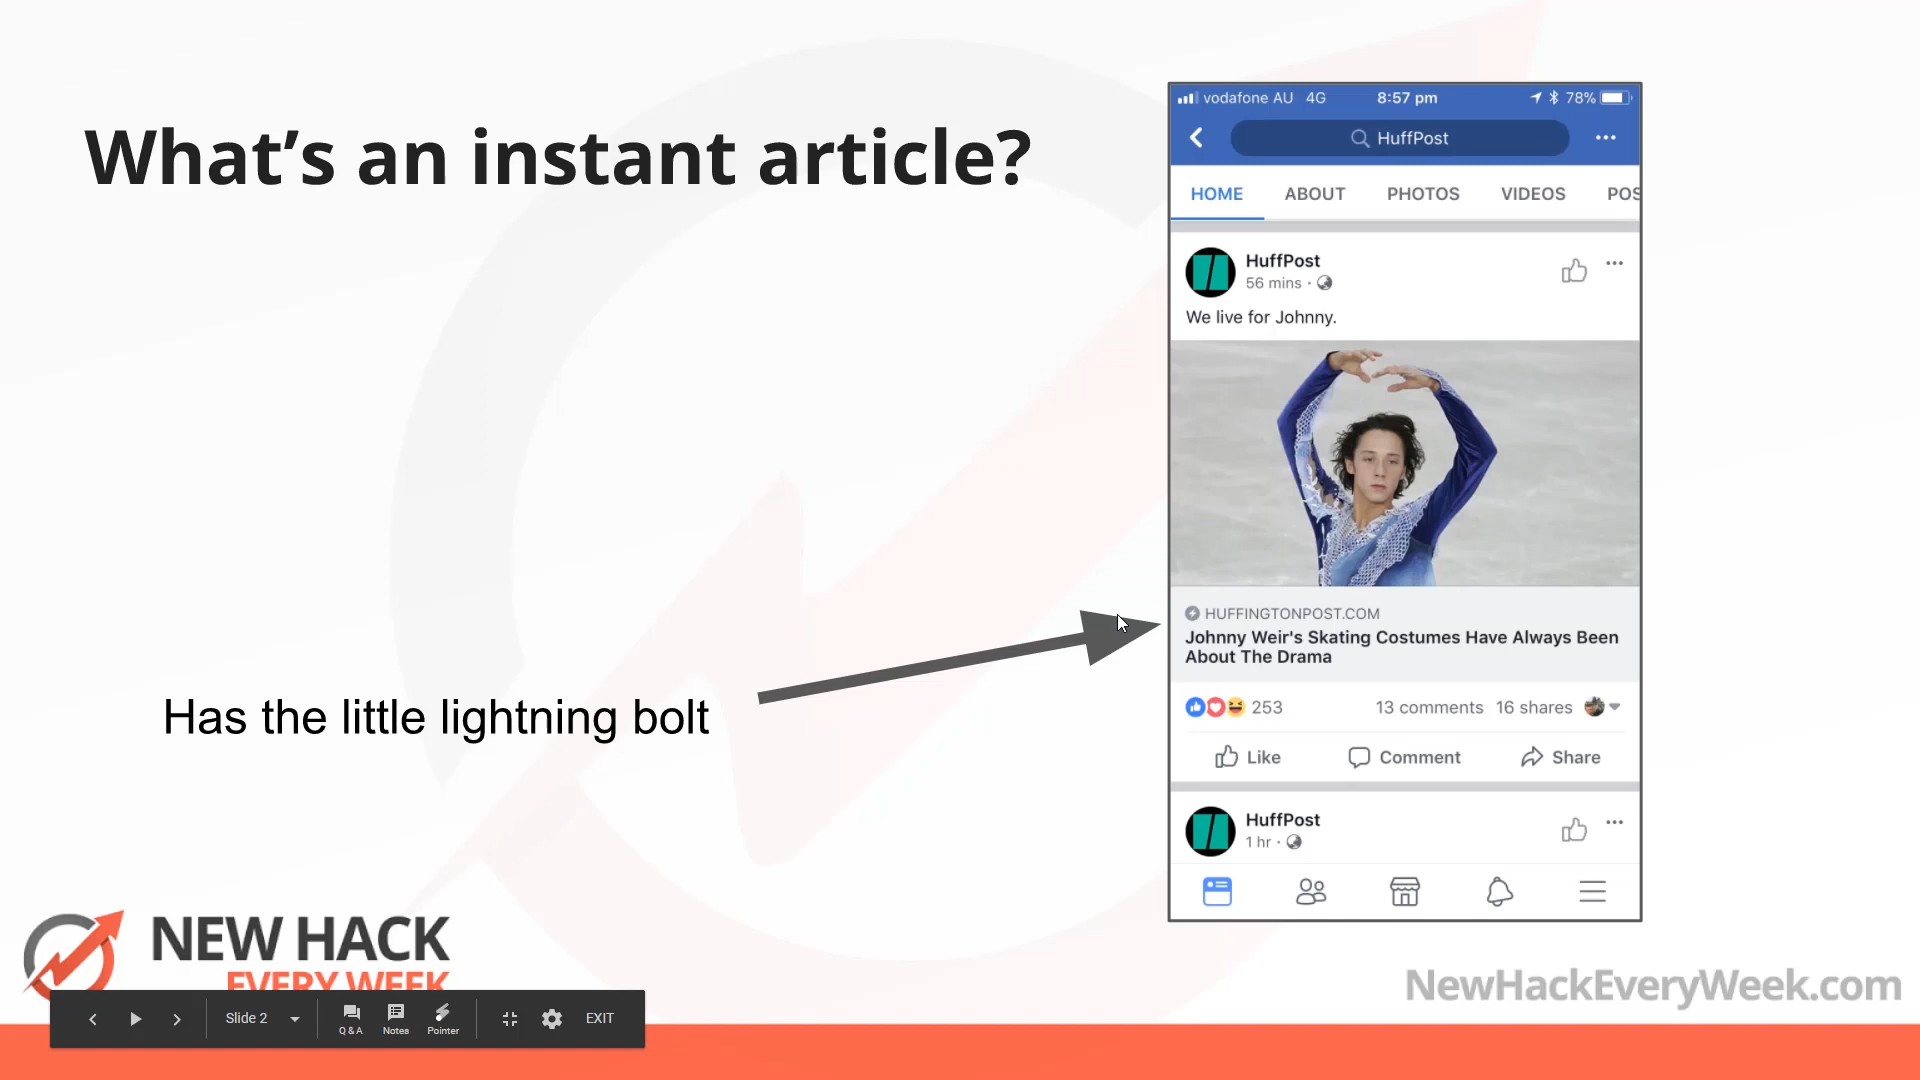 What's an instant article?
Has the little lightning bolt
vodafone AU 4G 8:57 pm 78%
HuffPost
HOME ABOUT PHOTOS VIDEOS POS
HuffPost
56 mins ·
We live for Johnny.
HUFFINGTONPOST.COM
Johnny Weir's Skating Costumes Have Always Been
About The Drama
253 13 comments 16 shares
Like Comment Share
HuffPost
1 hr ·
NEW HACK
EVERY WEEK
NewHackEveryWeek.com
Slide 2 Q & A Notes Pointer EXIT